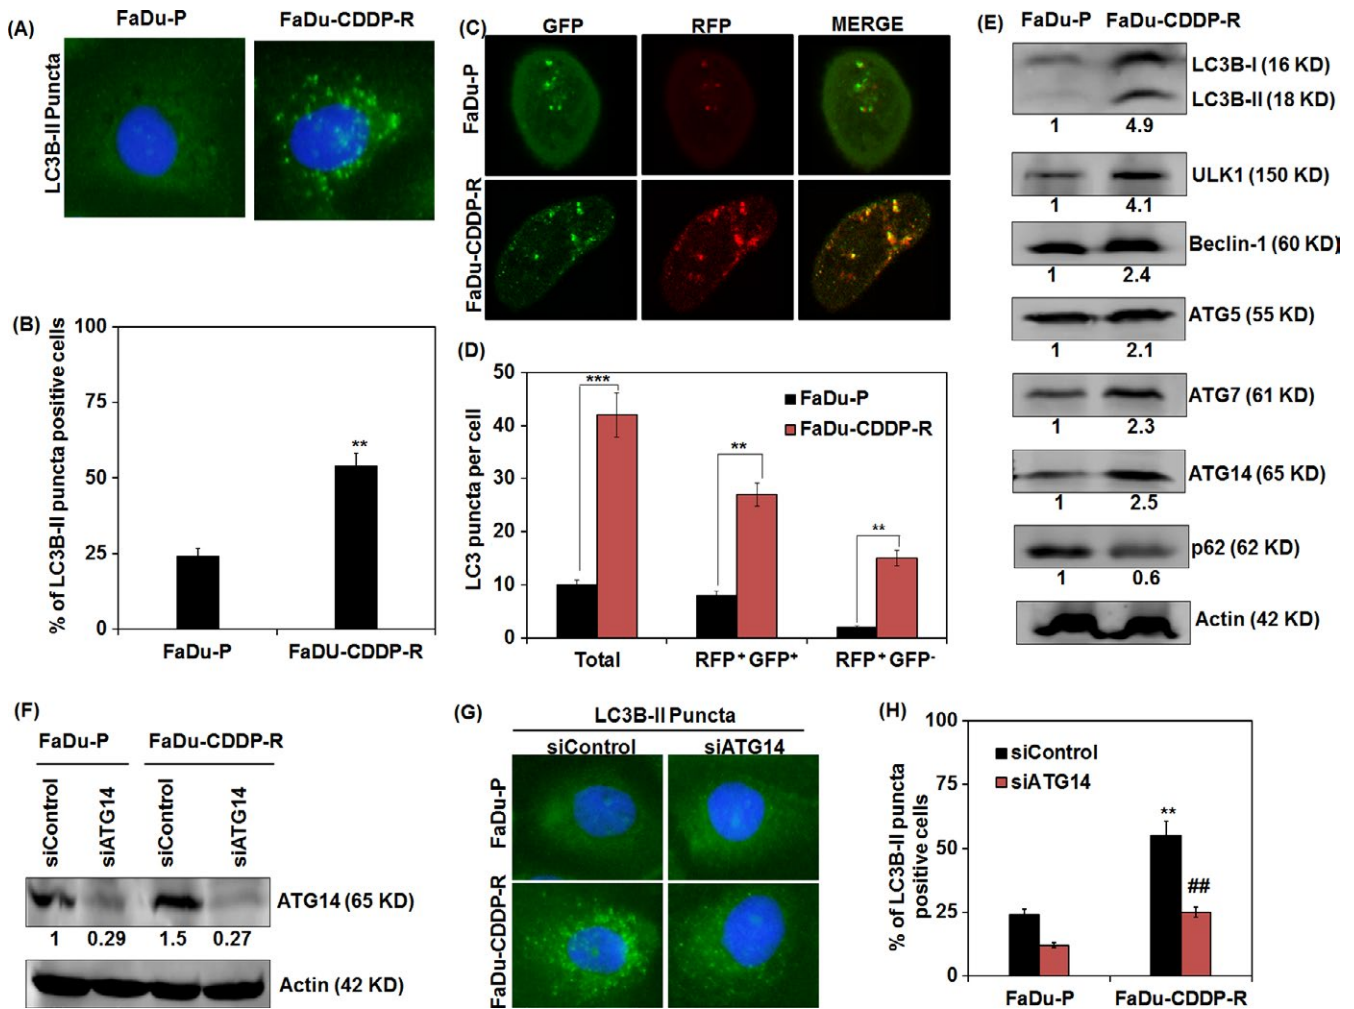 (A)
FaDu-P
FaDu-CDDP-R
LC3B-II Puncta
(B)
% of LC3B-II puncta positive cells
100
75
50
25
0
**
FaDu-P
FaDU-CDDP-R
(C)
GFP
RFP
MERGE
FaDu-P
FaDu-CDDP-R
(D)
LC3 puncta per cell
50
40
30
20
10
0
***
**
**
FaDu-P
FaDu-CDDP-R
Total
RFP⁺GFP⁺
RFP⁺GFP⁻
(E)
FaDu-P FaDu-CDDP-R
LC3B-I (16 KD)
LC3B-II (18 KD)
1 4.9
ULK1 (150 KD)
1 4.1
Beclin-1 (60 KD)
1 2.4
ATG5 (55 KD)
1 2.1
ATG7 (61 KD)
1 2.3
ATG14 (65 KD)
1 2.5
p62 (62 KD)
1 0.6
Actin (42 KD)
(F)
FaDu-P
FaDu-CDDP-R
siControl
siATG14
siControl
siATG14
ATG14 (65 KD)
1 0.29 1.5 0.27
Actin (42 KD)
(G)
LC3B-II Puncta
siControl
siATG14
FaDu-P
FaDu-CDDP-R
(H)
% of LC3B-II puncta
positive cells
100
75
50
25
0
siControl
siATG14
**
##
FaDu-P
FaDu-CDDP-R